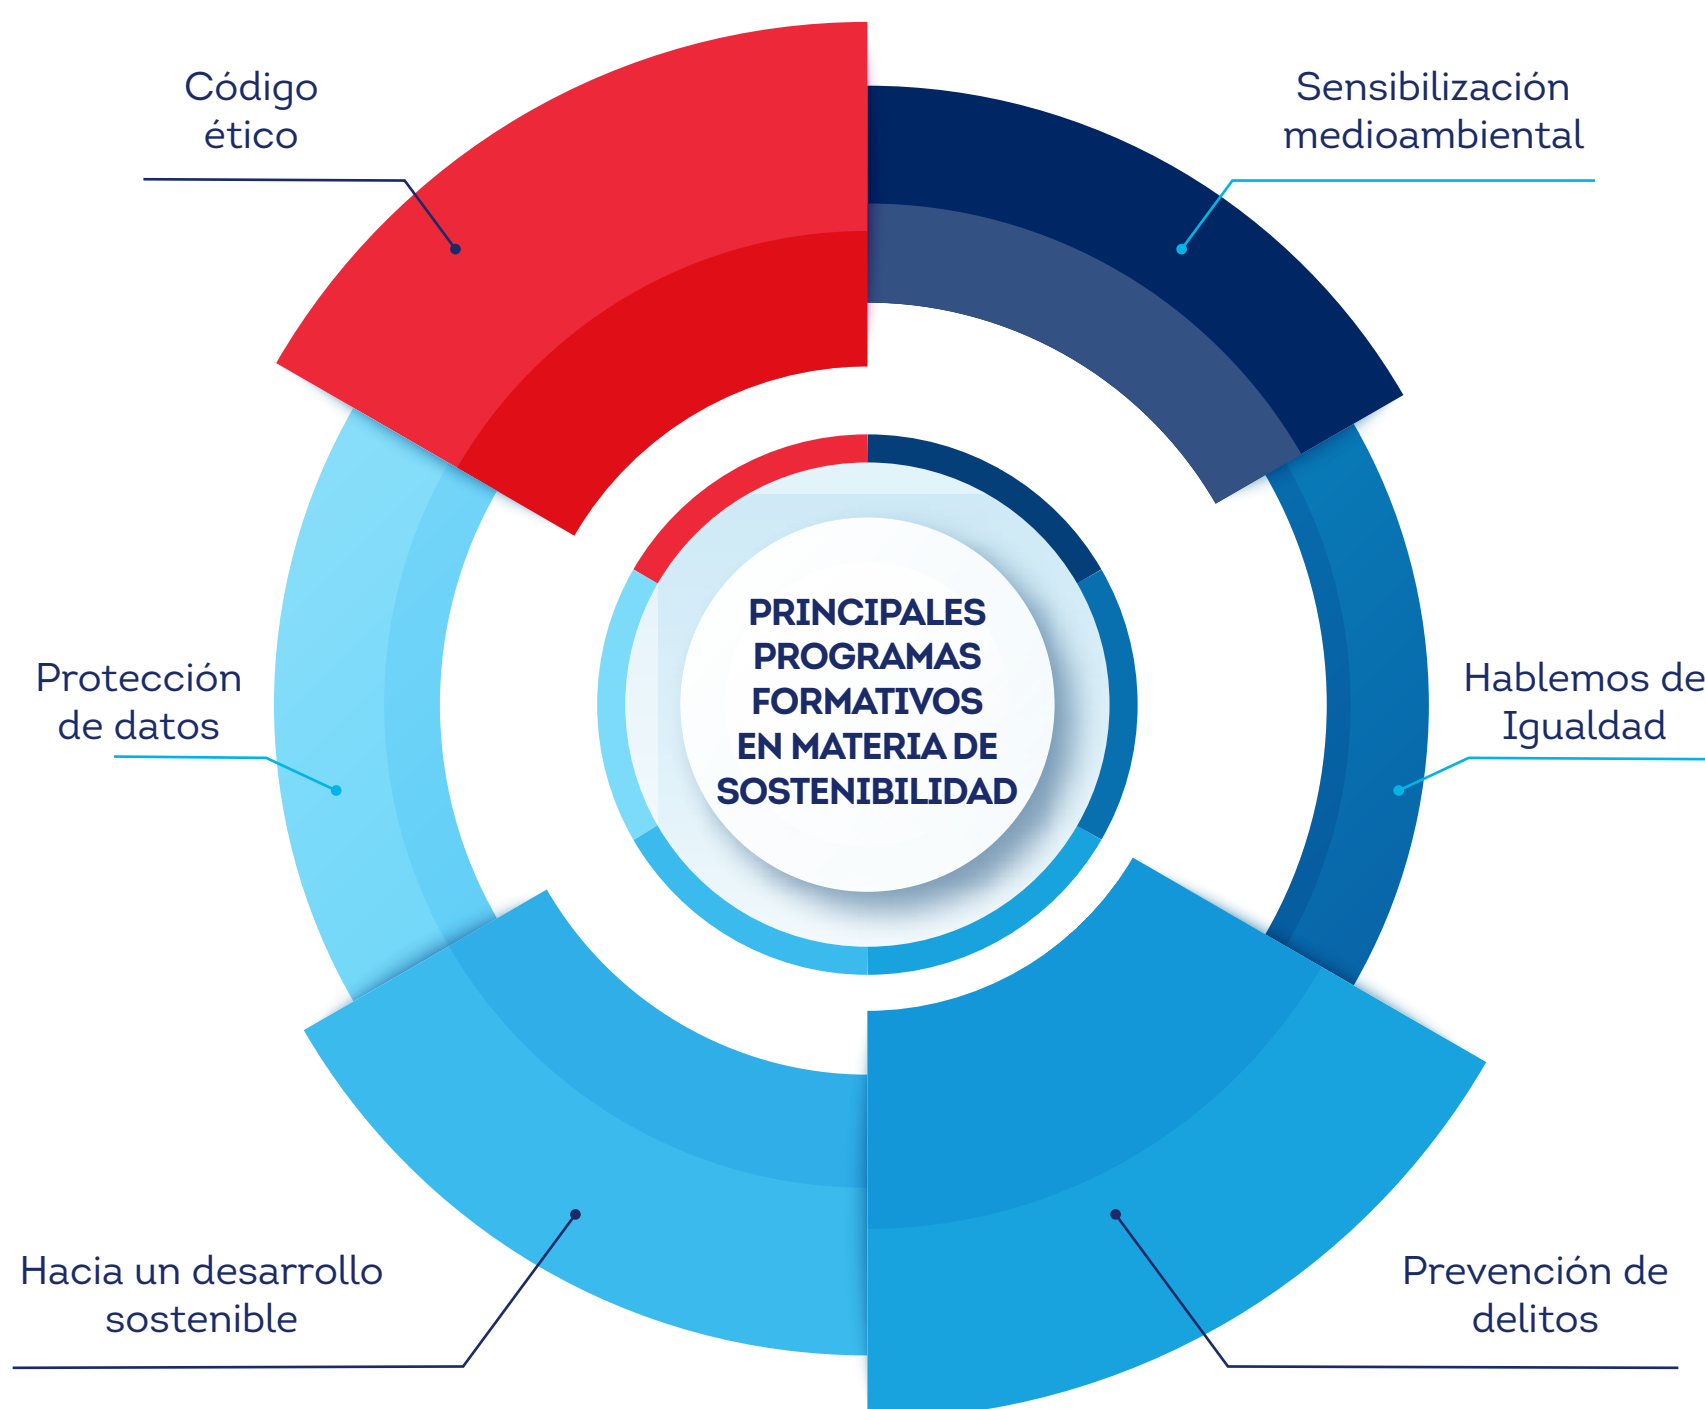 Código
ético
Sensibilización
medioambiental
Protección
de datos
PRINCIPALES
PROGRAMAS
FORMATIVOS
EN MATERIA DE
SOSTENIBILIDAD
Hablemos de
Igualdad
Hacia un desarrollo
sostenible
Prevención de
delitos